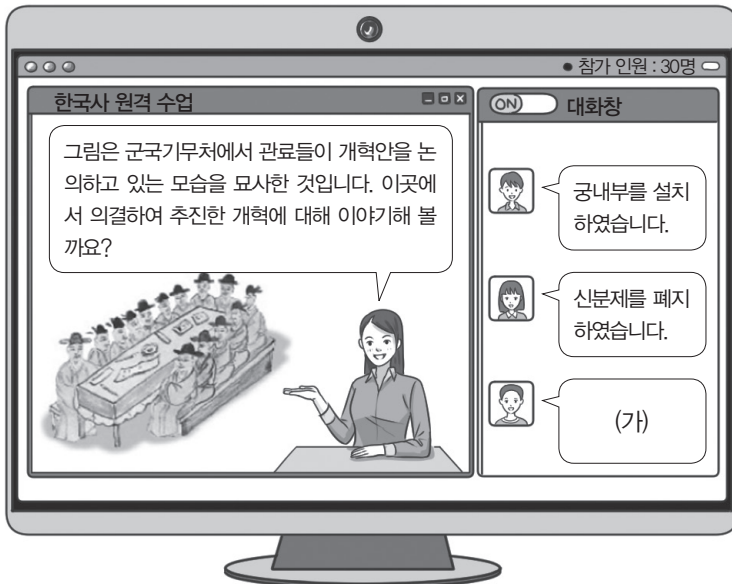 ● 참가 인원 : 30명
한국사 원격 수업
그림은 군국기무처에서 관료들이 개혁안을 논
의하고 있는 모습을 묘사한 것입니다. 이곳에
서 의결하여 추진한 개혁에 대해 이야기해 볼
까요?
ON 대화창
궁내부를 설치
하였습니다.
신분제를 폐지
하였습니다.
(가)